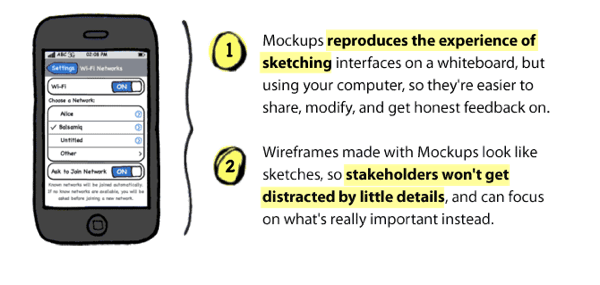 ABC
02:08 PM
Settings
Wi-Fi Networks
Wi-Fi
ON
Choose a Network:
Alice
Balsamiq
Untitled
Other
Ask to Join Network
ON
Known networks will be joined automatically.
If no know networks are available, you will be
asked before joining a new network.
1
Mockups reproduces the experience of
sketching interfaces on a whiteboard, but
using your computer, so they're easier to
share, modify, and get honest feedback on.
2
Wireframes made with Mockups look like
sketches, so stakeholders won't get
distracted by little details, and can focus
on what's really important instead.